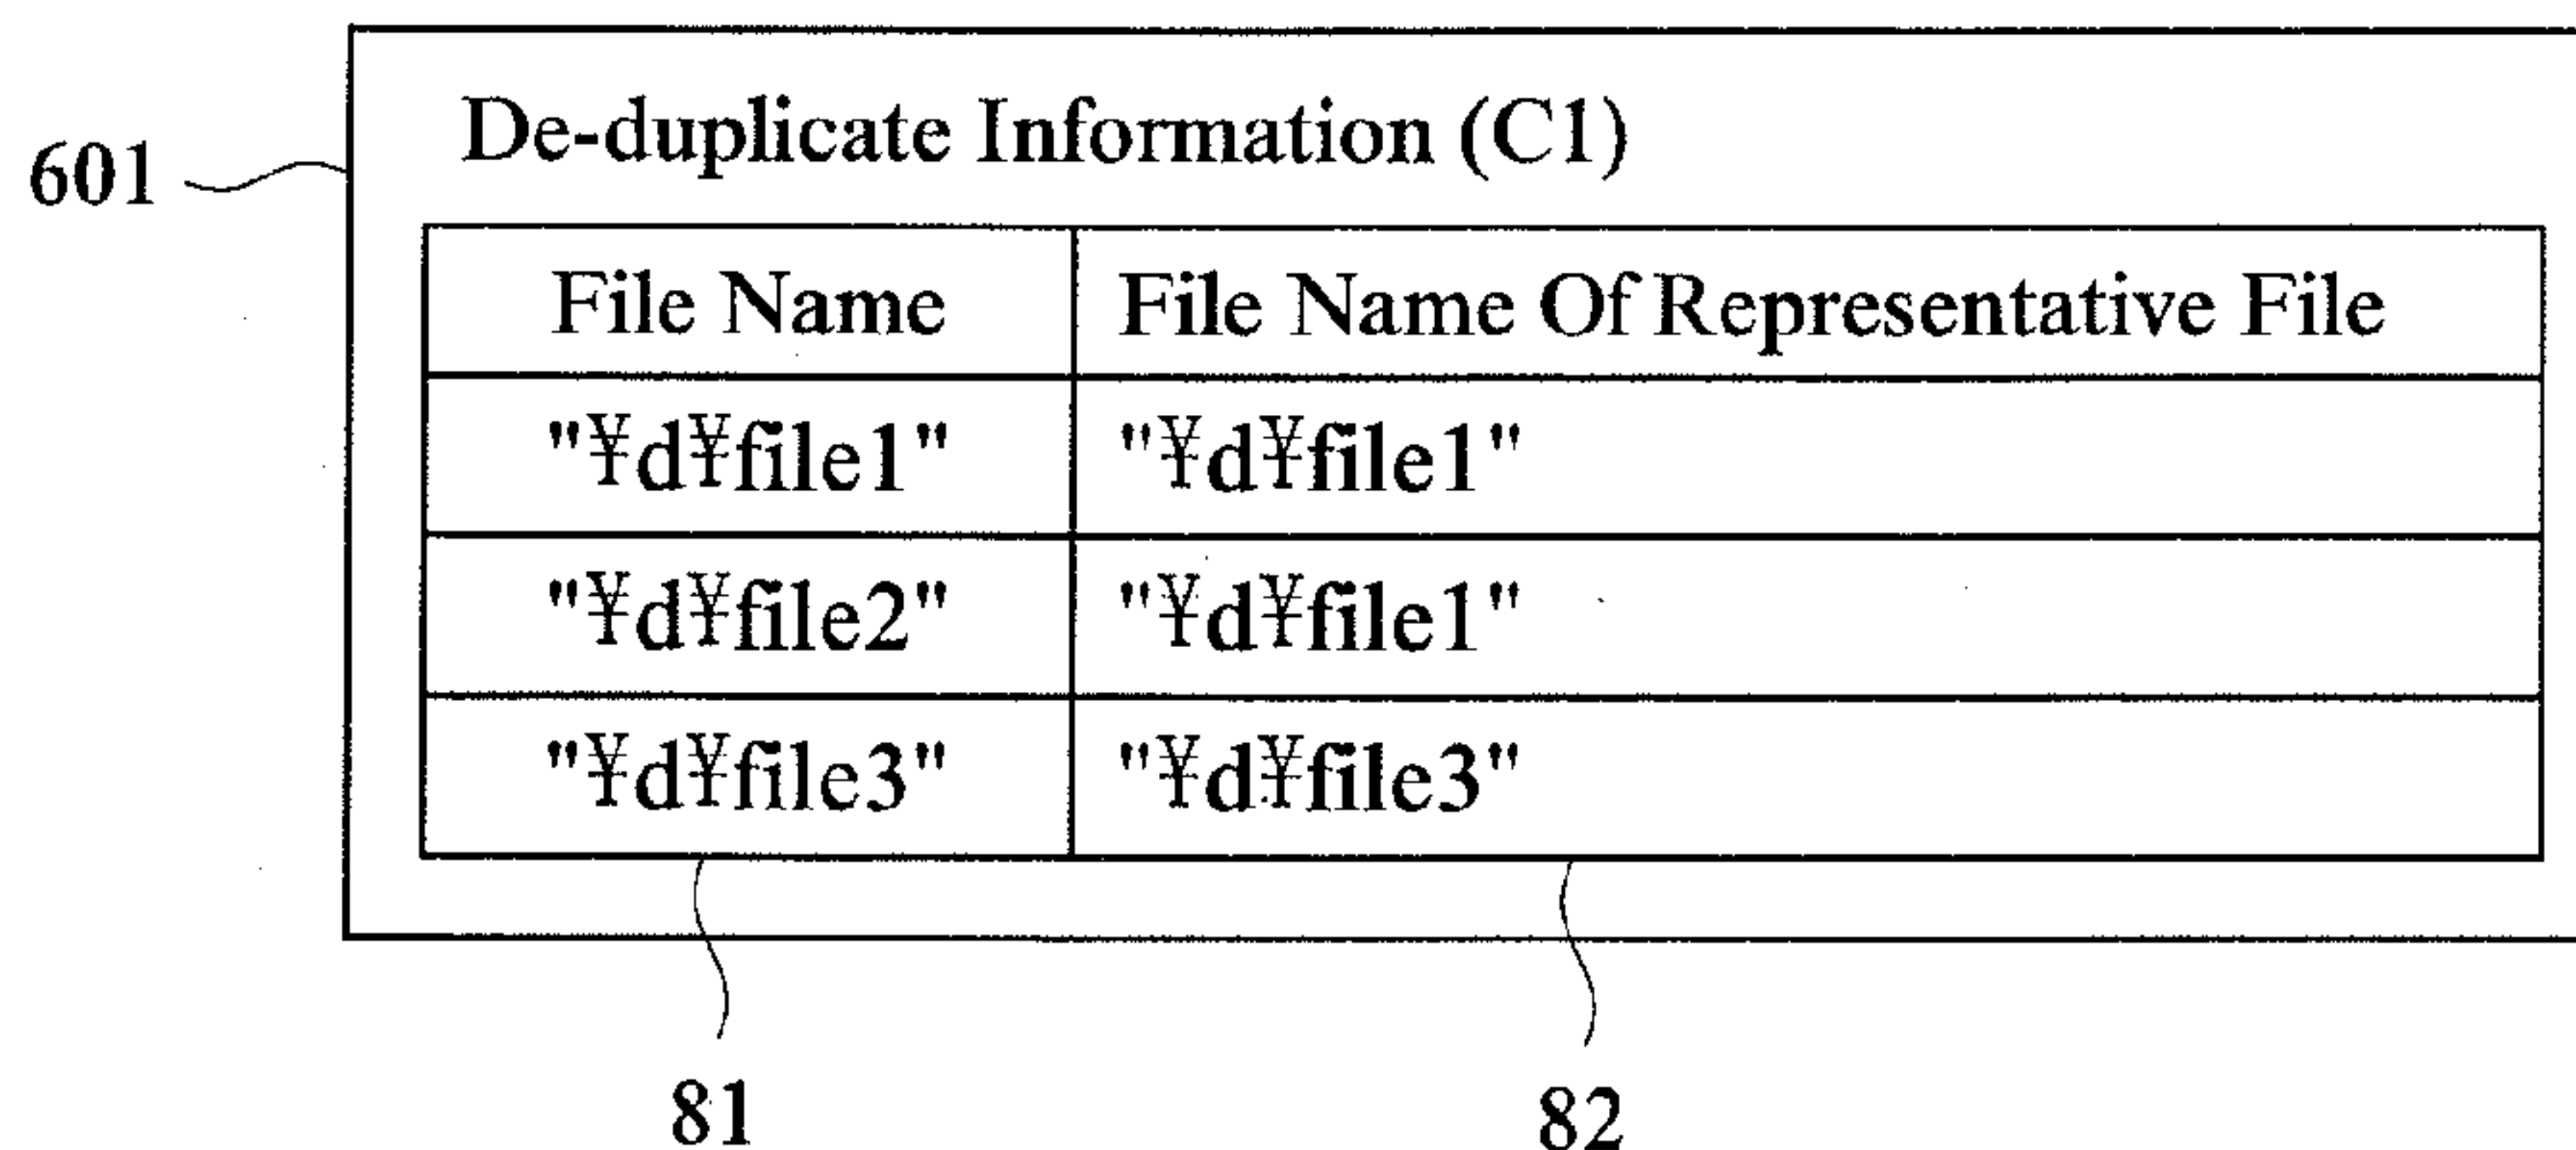 De-duplicate Information (C1)
601
File Name File Name Of Representative File
"¥d¥file1" "¥d¥file1"
"¥d¥file2" "¥d¥file1"
"¥d¥file3" "¥d¥file3"
81 82